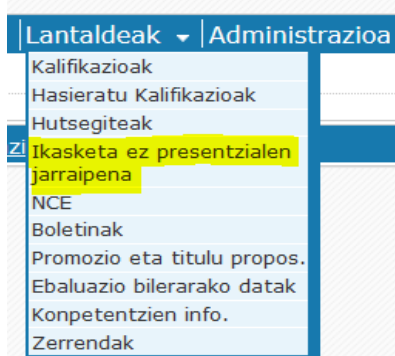 Lantaldeak Administrazioa
Kalifikazioak
Hasieratu Kalifikazioak
Hutsegiteak
zi Ikasketa ez presentzialen
jarraipena
NCE
Boletinak
Promozio eta titulu propos.
Ebaluazio bilerarako datak
Konpetentzien info.
Zerrendak